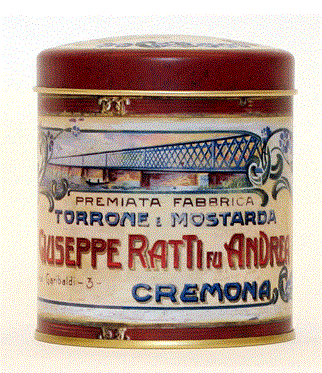 PREMIATA FABBRICA
TORRONE E MOSTARDA
GIUSEPPE RATTI FU ANDREA
Garibaldi - 3 -
CREMONA